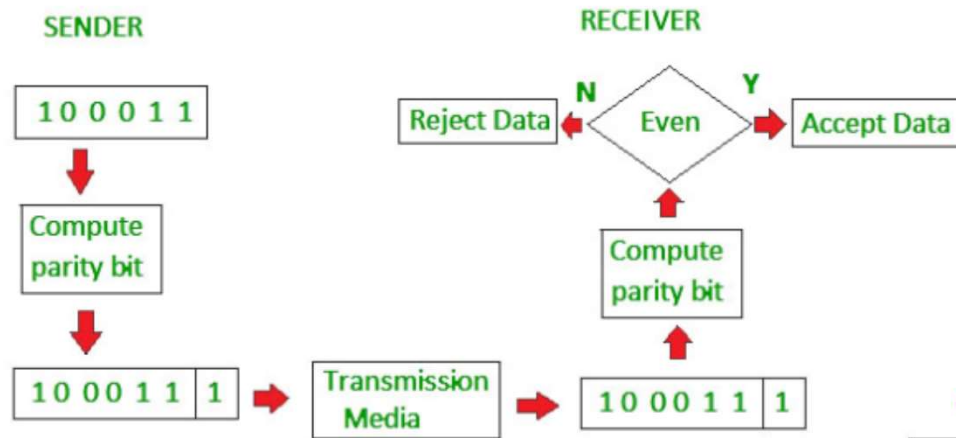 SENDER
1 0 0 0 1 1
Compute
parity bit
1 0 0 0 1 1 1
Transmission
Media
1 0 0 0 1 1 1
Compute
parity bit
RECEIVER
N
Y
Reject Data
Even
Accept Data